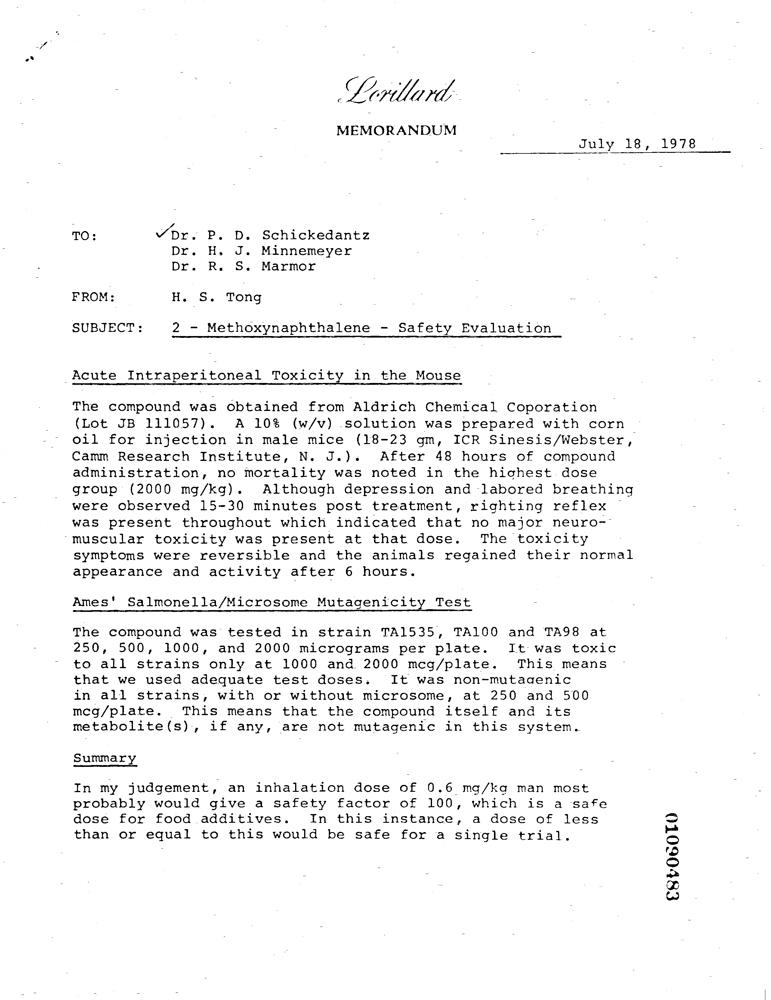 Lorillard
MEMORANDUM
July 18, 1978
TO: Dr. P. D. Schickedantz
Dr. H. J. Minnemeyer
Dr. R. S. Marmor
FROM: H. S. Tong
SUBJECT: 2 - Methoxynaphthalene - Safety Evaluation
Acute Intraperitoneal Toxicity in the Mouse
The compound was obtained from Aldrich Chemical Coporation
(Lot JB 111057). A 10% (w/v) solution was prepared with corn
oil for injection in male mice (18-23 gm, ICR Sinesis/Webster,
Camm Research Institute, N. J.). After 48 hours of compound
administration, no mortality was noted in the highest dose
group (2000 mg/kg). Although depression and labored breathing
were observed 15-30 minutes post treatment, righting reflex
was present throughout which indicated that no major neuro-
muscular toxicity was present at that dose. The toxicity
symptoms were reversible and the animals regained their normal
appearance and activity after 6 hours.
Ames' Salmonella/Microsome Mutagenicity Test
The compound was tested in strain TA1535, TA100 and TA98 at
250, 500, 1000, and 2000 micrograms per plate. It was toxic
to all strains only at 1000 and 2000 mcg/plate. This means
that we used adequate test doses. It was non-mutagenic
in all strains, with or without microsome, at 250 and 500
mcg/plate. This means that the compound itself and its
metabolite(s), if any, are not mutagenic in this system.
Summary
In my judgement, an inhalation dose of 0.6 mg/kg man most
probably would give a safety factor of 100, which is a safe
dose for food additives. In this instance, a dose of less
than or equal to this would be safe for a single trial.
01090483